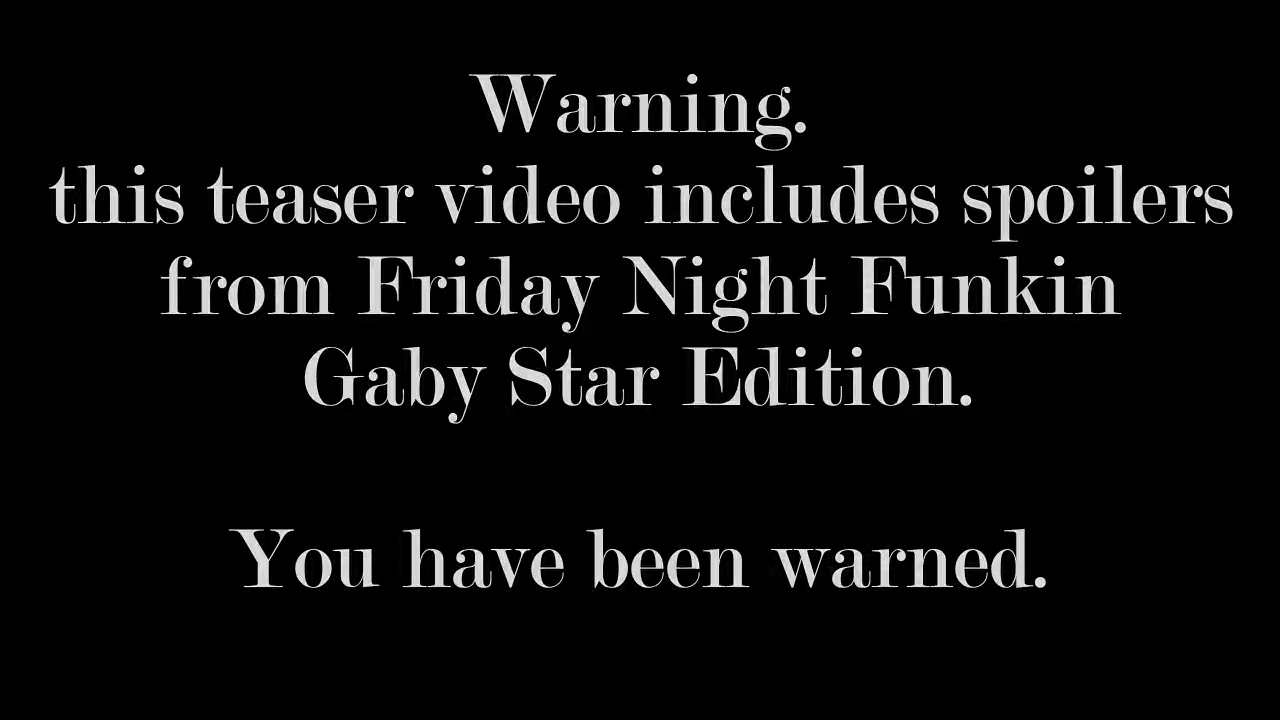 Warning.
this teaser video includes spoilers
from Friday Night Funkin
Gaby Star Edition.
You have been warned.